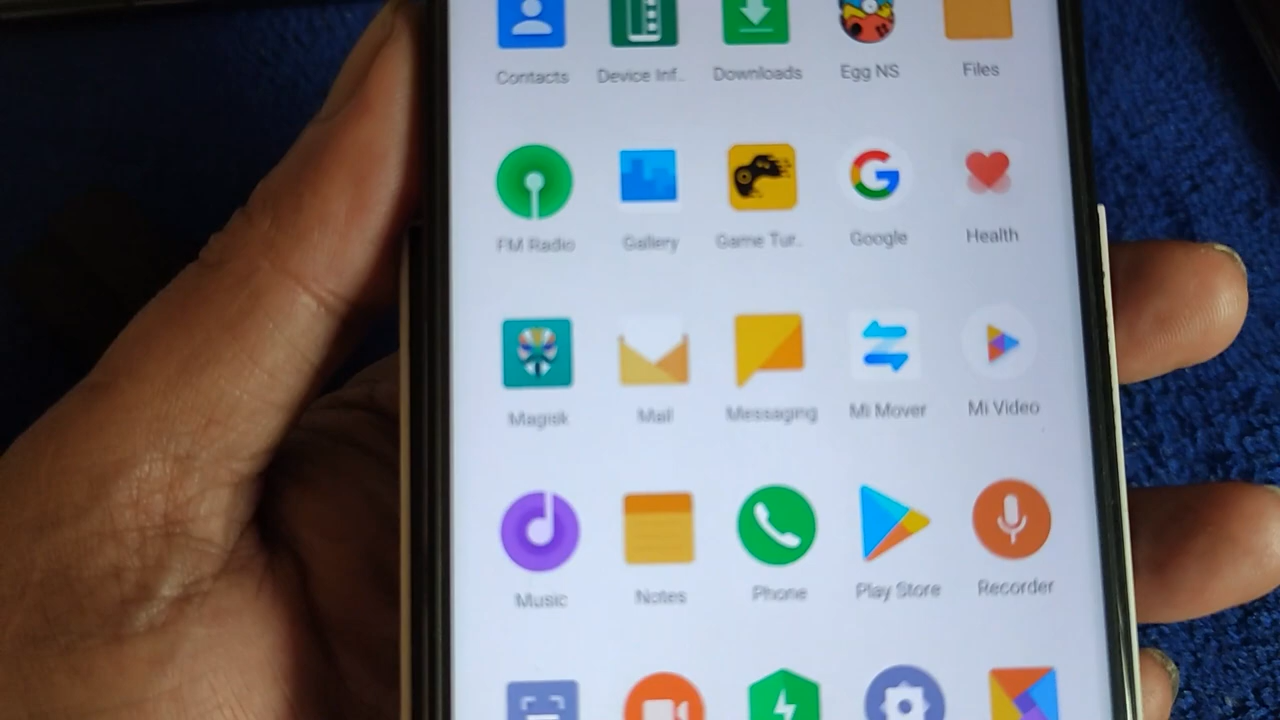 Contacts Device Inf.. Downloads Egg NS Files
FM Radio Gallery Game Tur.. Google Health
Magisk Mail Messaging Mi Mover Mi Video
Music Notes Phone Play Store Recorder